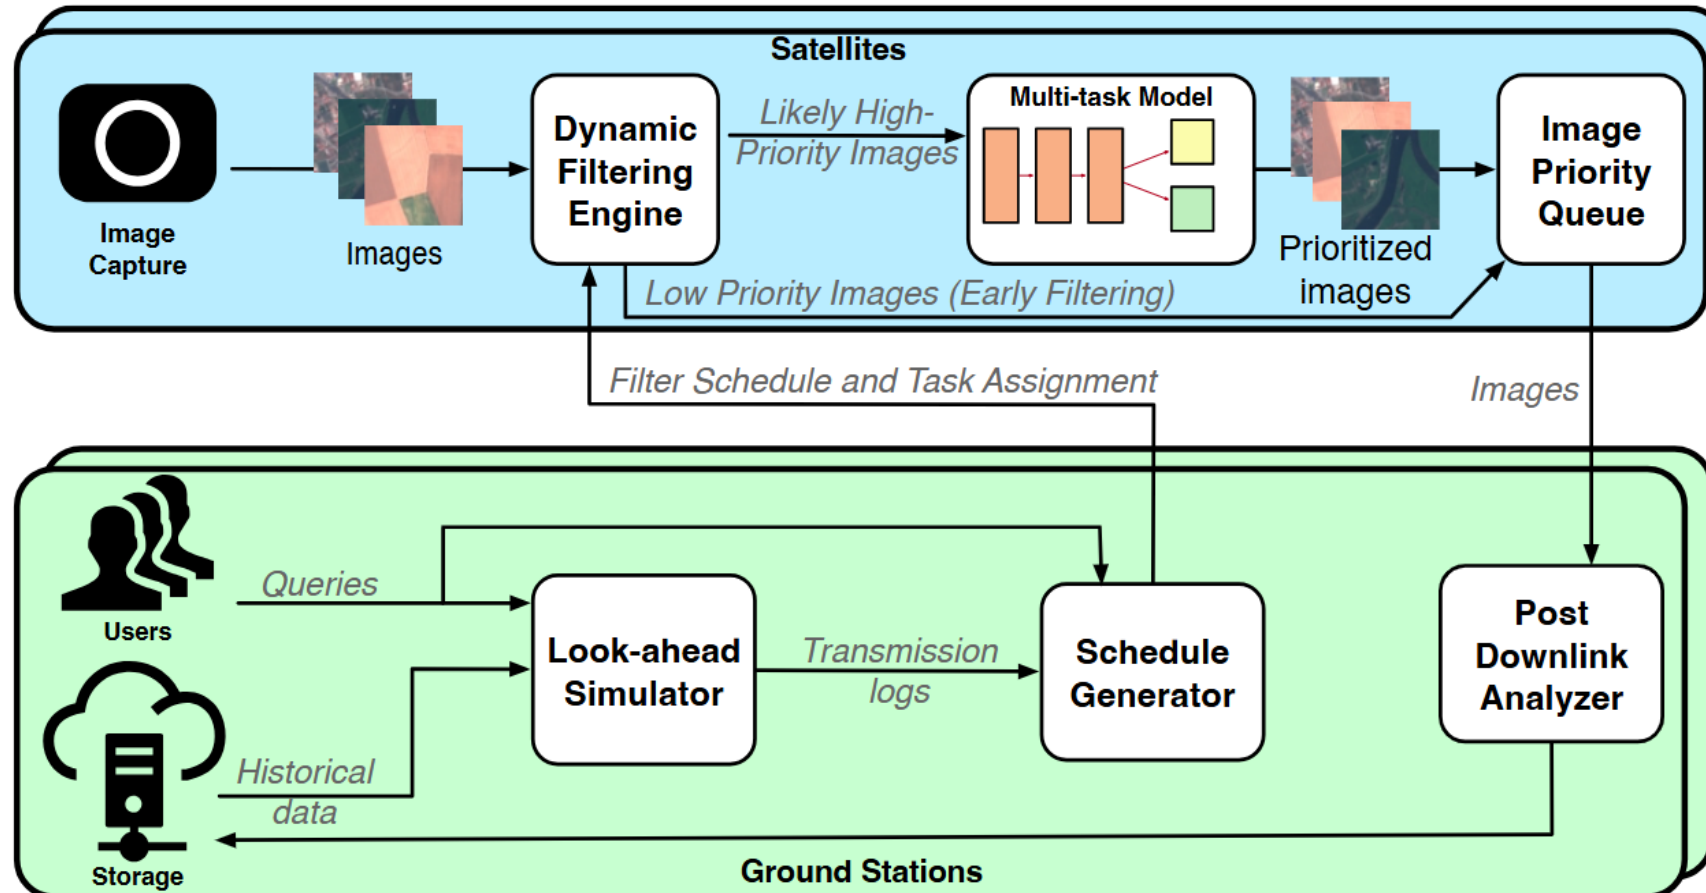 Satellites
Image
Capture
Images
Dynamic
Filtering
Engine
Likely High-
Priority Images
Multi-task Model
Prioritized
images
Image
Priority
Queue
Low Priority Images (Early Filtering)
Filter Schedule and Task Assignment
Images
Users
Queries
Look-ahead
Simulator
Transmission
logs
Schedule
Generator
Post
Downlink
Analyzer
Historical
data
Storage
Ground Stations